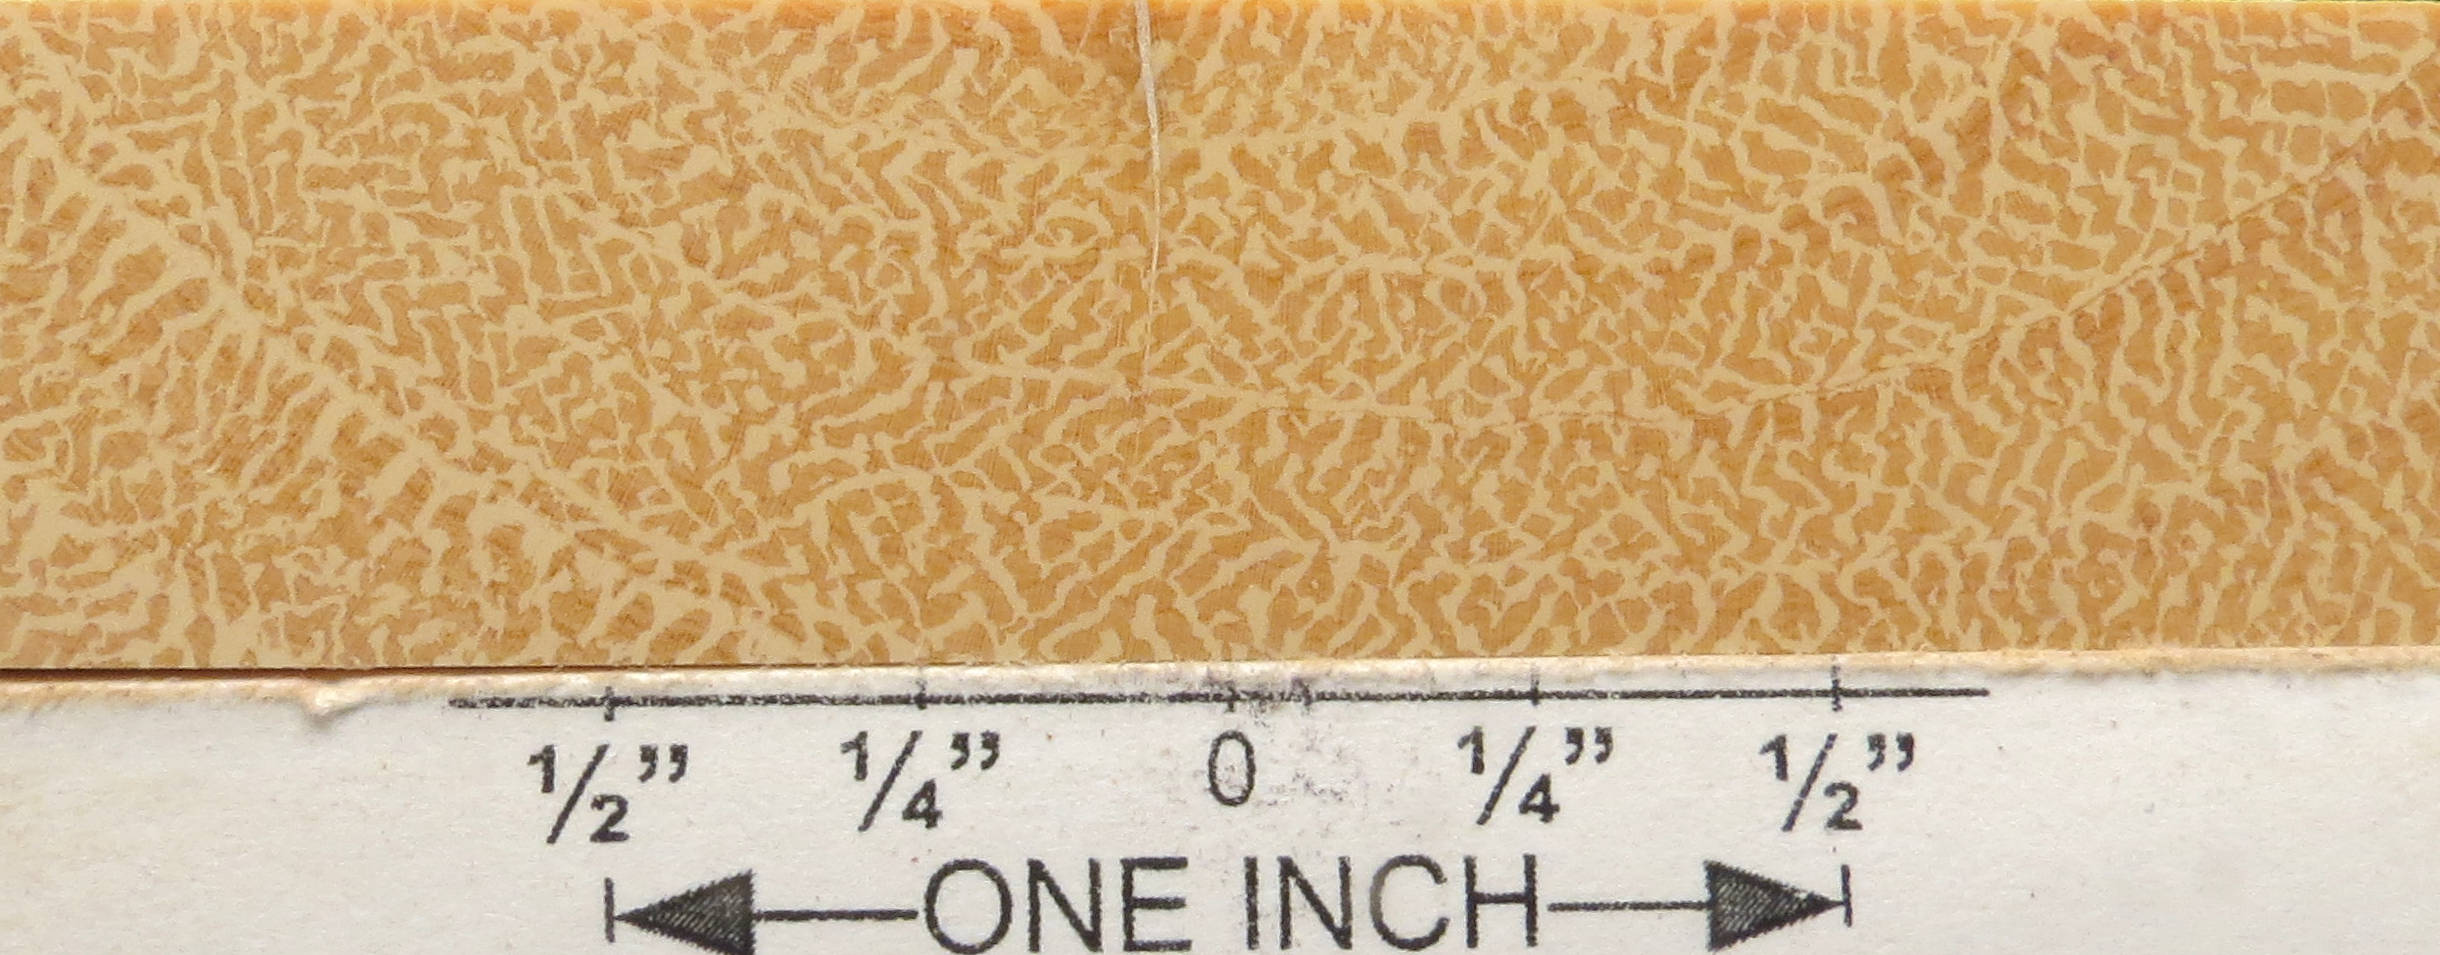 1/2” 1/4” 0 1/4” 1/2”
ONE INCH